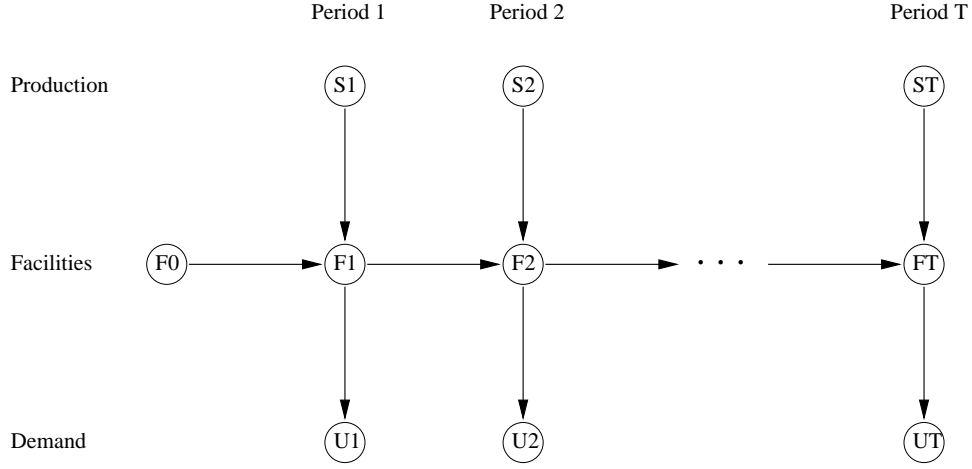 Period 1 Period 2 Period T
Production S1 S2 ST
Facilities F0 F1 F2 . . . FT
Demand U1 U2 UT